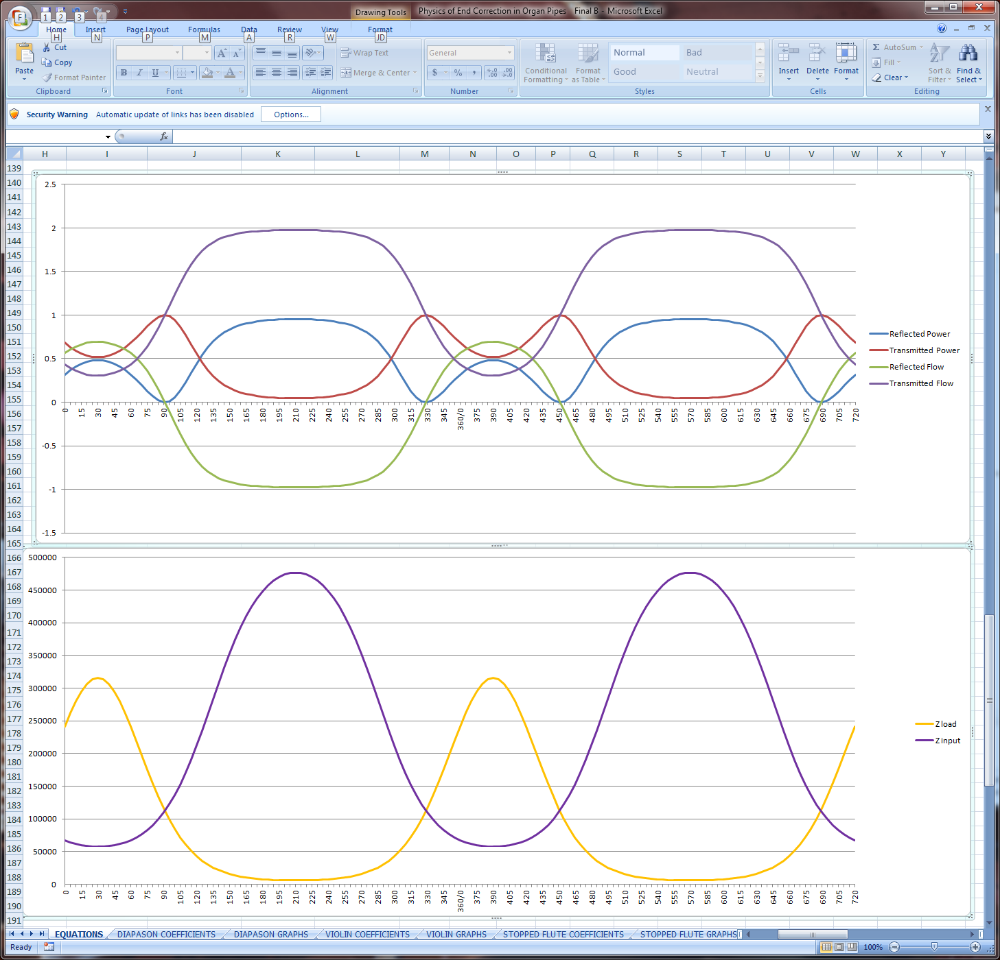 Drawing Tools
Physics of End Correction in Organ Pipes Final B - Microsoft Excel
F 1 2 3 4
Home Insert Page Layout Formulas Data Review View Format
H N P M A R W JD
Paste Cut Copy Format Painter
Clipboard
B I U A
Font
Wrap Text
Merge & Center
Alignment
General
$ % ,
Number
Conditional Formatting
Format as Table
Normal Bad
Good Neutral
Styles
Insert Delete Format
Cells
Σ AutoSum
Fill
Clear
Sort & Filter
Find & Select
Editing
Security Warning Automatic update of links has been disabled Options...
fx
H I J K L M N O P Q R S T U V W X Y
139
140
141
142
143
144
145
146
147
148
149
150
151
152
153
154
155
156
157
158
159
160
161
162
163
164
165
166
167
168
169
170
171
172
173
174
175
176
177
178
179
180
181
182
183
184
185
186
187
188
189
190
191
2.5
2
1.5
1
0.5
0
-0.5
-1
-1.5
0 15 30 45 60 75 90 105 120 135 150 165 180 195 210 225 240 255 270 285 300 315 330 345 360/0 375 390 405 420 435 450 465 480 495 510 525 540 555 570 585 600 615 630 645 660 675 690 705 720
Reflected Power
Transmitted Power
Reflected Flow
Transmitted Flow
500000
450000
400000
350000
300000
250000
200000
150000
100000
50000
0
0 15 30 45 60 75 90 105 120 135 150 165 180 195 210 225 240 255 270 285 300 315 330 345 360/0 375 390 405 420 435 450 465 480 495 510 525 540 555 570 585 600 615 630 645 660 675 690 705 720
Z load
Z input
EQUATIONS DIAPASON COEFFICIENTS DIAPASON GRAPHS VIOLIN COEFFICIENTS VIOLIN GRAPHS STOPPED FLUTE COEFFICIENTS STOPPED FLUTE GRAPHS
Ready 100%